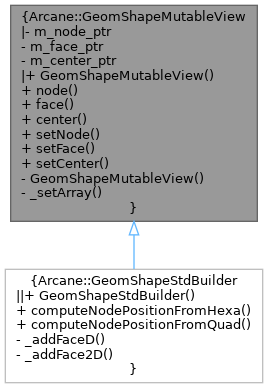 {Arcane::GeomShapeMutableView
|- m_node_ptr
- m_face_ptr
- m_center_ptr
|+ GeomShapeMutableView()
+ node()
+ face()
+ center()
+ setNode()
+ setFace()
+ setCenter()
- GeomShapeMutableView()
- _setArray()
}
{Arcane::GeomShapeStdBuilder
||+ GeomShapeStdBuilder()
+ computeNodePositionFromHexa()
+ computeNodePositionFromQuad()
- _addFaceD()
- _addFace2D()
}